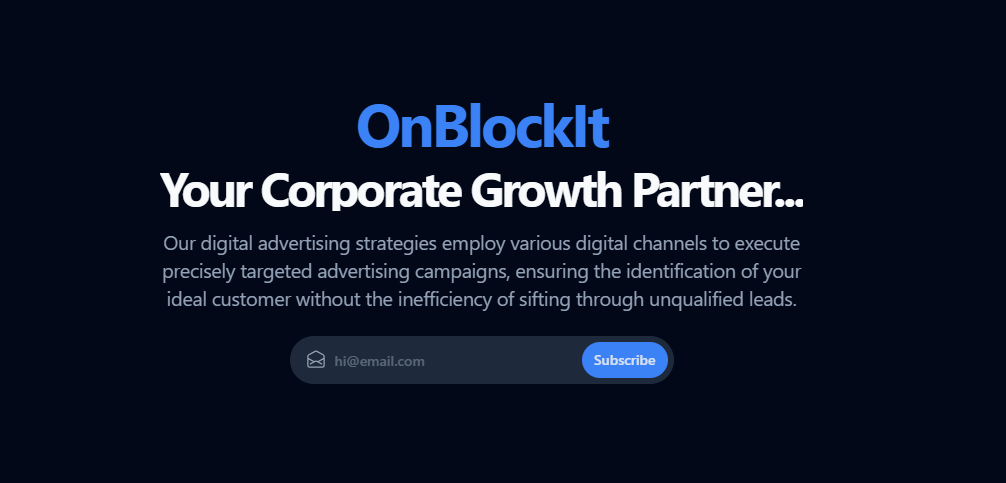 OnBlockIt
Your Corporate Growth Partner...
Our digital advertising strategies employ various digital channels to execute
precisely targeted advertising campaigns, ensuring the identification of your
ideal customer without the inefficiency of sifting through unqualified leads.
hi@email.com Subscribe